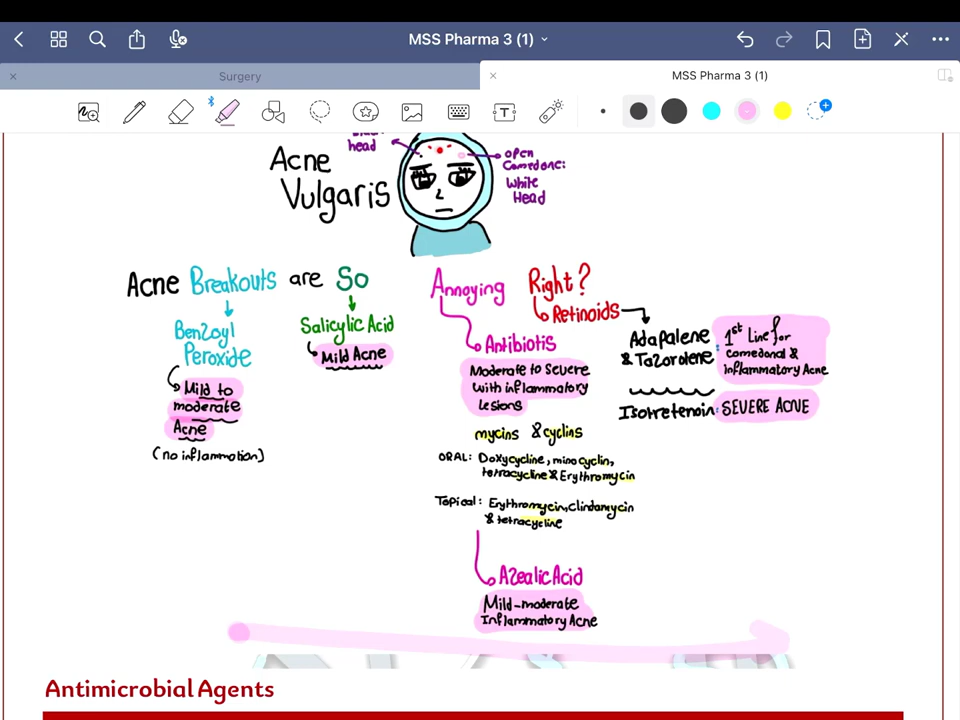 MSS Pharma 3 (1)
Surgery
MSS Pharma 3 (1)
head
open
Comedone:
White
Head
Acne
Vulgaris
Acne Breakouts are So Annoying Right?
Benzoyl
Peroxide
Mild to
moderate
Acne
(no inflammation)
Salicylic Acid
Mild Acne
Antibiotis
Moderate to Severe
with inflammatory
lesions
mycins & cyclins
ORAL: Doxycycline, minocyclin,
tetracycline & Erythromycin
Topical: Erythromycin, Clindamycin
& tetracycline
Azealic Acid
Mild-moderate
Inflammatory Acne
Retinoids
Adapalene
& Tazorolene:
1st Line for
comedonal &
inflammatory Acne
Isotretenoin: SEVERE ACNE
Antimicrobial Agents